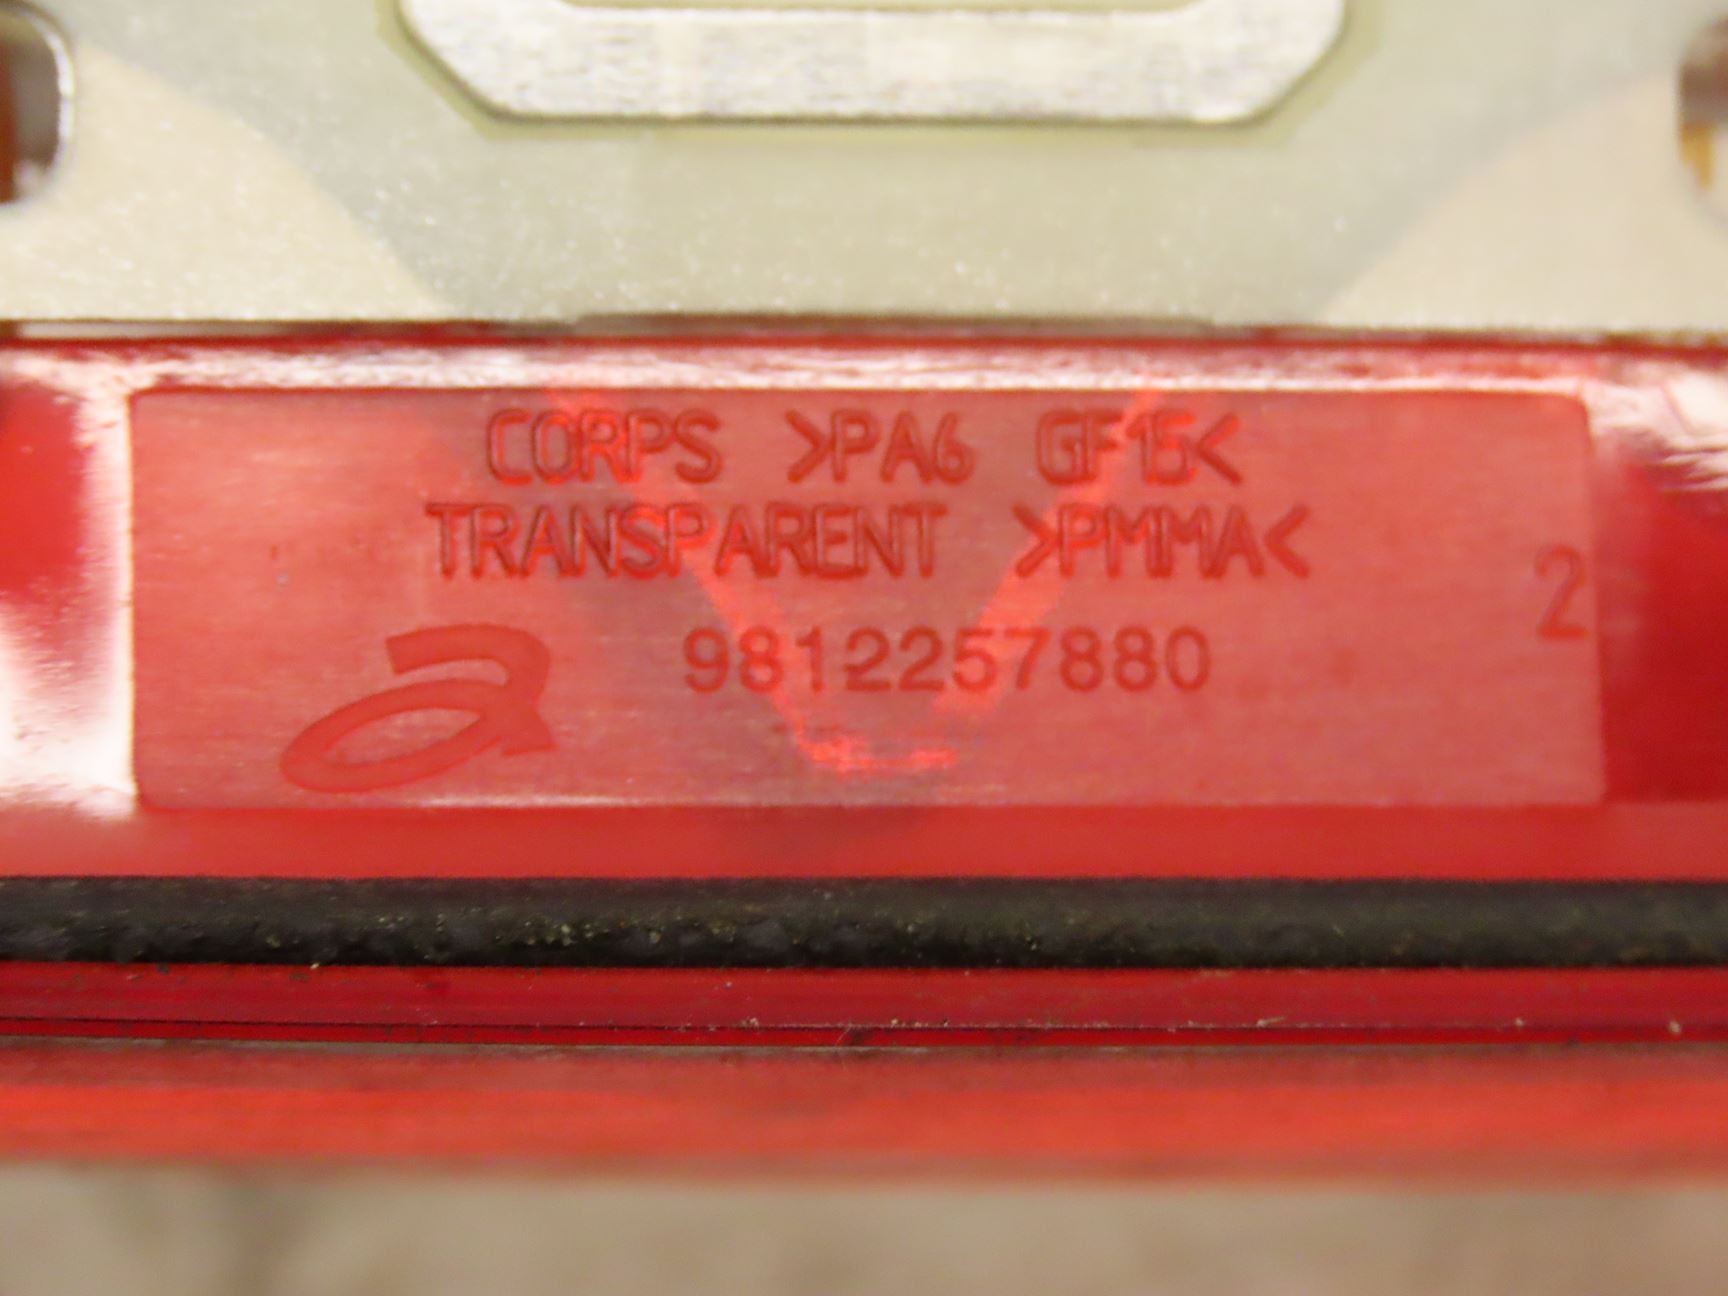 CORPS >PA6 GF15<
TRANSPARENT >PMMA<
a 9812257880
2